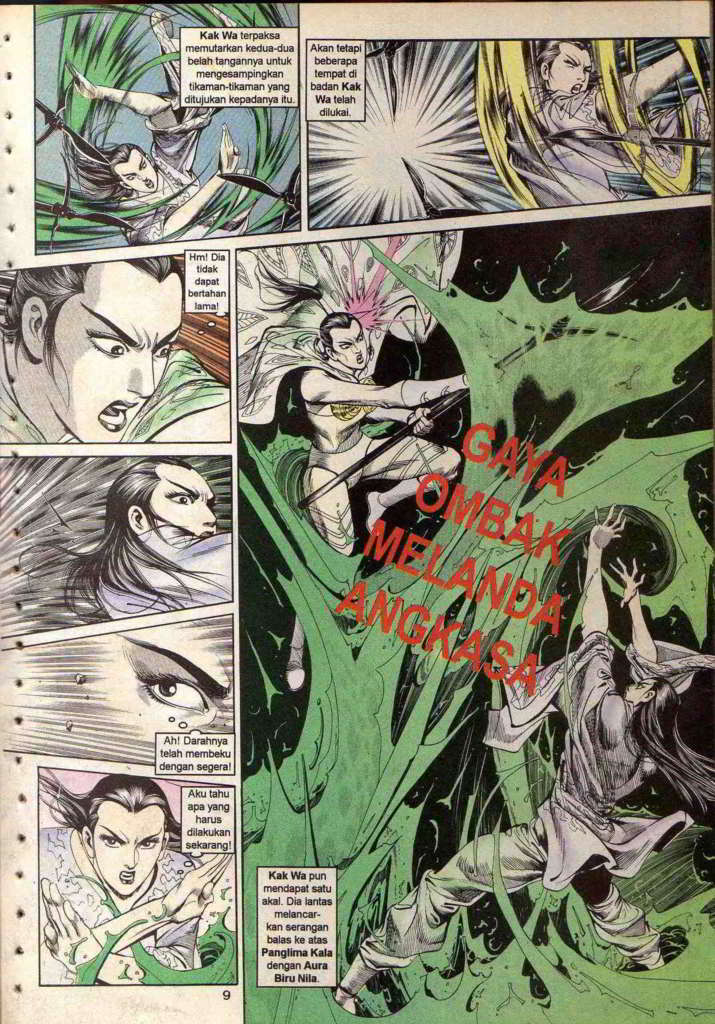 Kak Wa terpaksa
memutarkan kedua-dua
belah tangannya untuk
mengesampingkan
tikaman-tikaman yang
ditujukan kepadanya itu.
Akan tetapi
beberapa
tempat di
badan Kak
Wa telah
dilukai.
Hm! Dia
tidak
dapat
bertahan
lama!
GAYA
OMBAK
MELANDA
ANGKASA
Ah! Darahnya
telah membeku
dengan segera!
Aku tahu
apa yang
harus
dilakukan
sekarang!
Kak Wa pun
mendapat satu
akal. Dia lantas
melancar-
kan serangan
balas ke atas
Panglima Kala
dengan Aura
Biru Nila.
9